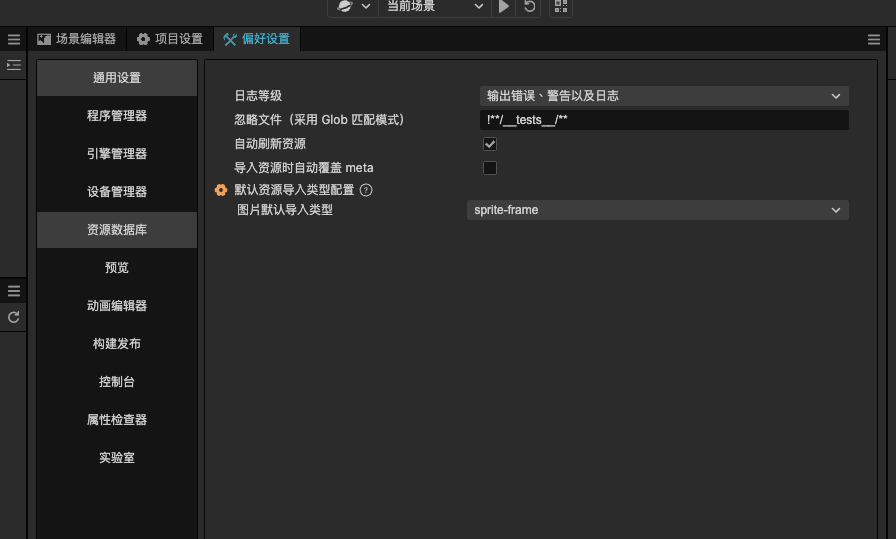 当前场景
场景编辑器 项目设置 偏好设置
通用设置
程序管理器
引擎管理器
设备管理器
资源数据库
预览
动画编辑器
构建发布
控制台
属性检查器
实验室
日志等级 输出错误、警告以及日志
忽略文件（采用 Glob 匹配模式） !**/__tests__/**
自动刷新资源
导入资源时自动覆盖 meta
默认资源导入类型配置 ?
图片默认导入类型 sprite-frame